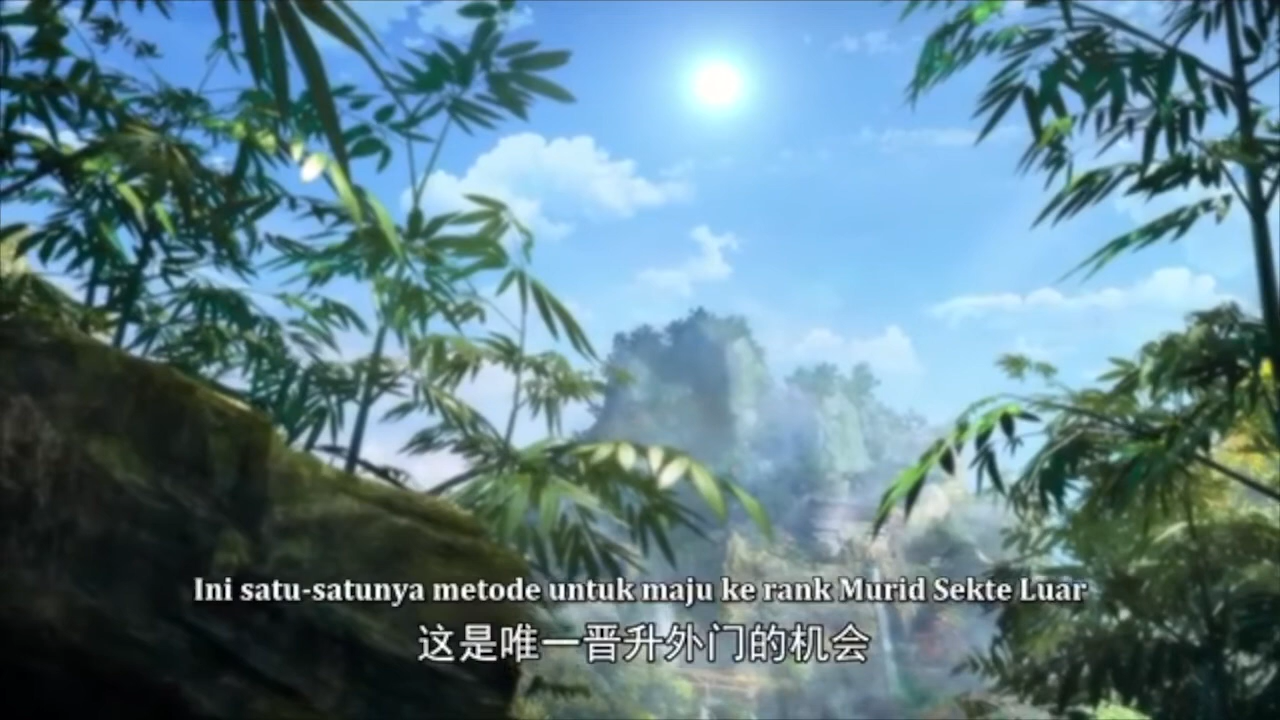 Ini satu-satunya metode untuk maju ke rank Murid Sekte Luar
这是唯一晋升外门的机会